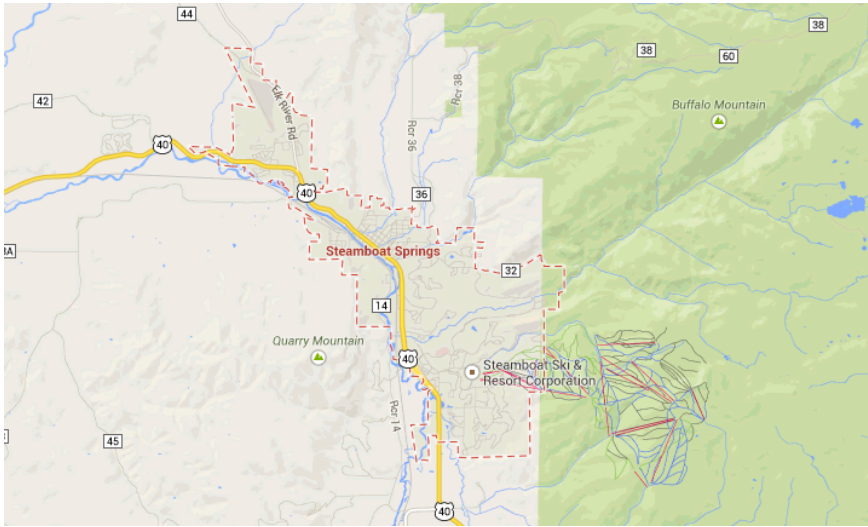 44
38
38
60
42
Elk River Rd
Rcr 38
Buffalo Mountain
Rcr 36
40
40
36
Steamboat Springs
3A
32
14
Quarry Mountain
40
Steamboat Ski &
Resort Corporation
Rcr 14
45
40